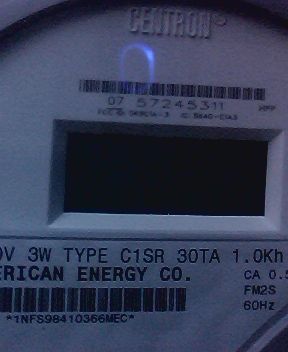 CENTRON®
07 57245311
0V 3W TYPE C1SR 30TA 1.0Kh
ERICAN ENERGY CO.
CA 0.5
FM2S
60Hz
*1NFS98410366MEC*